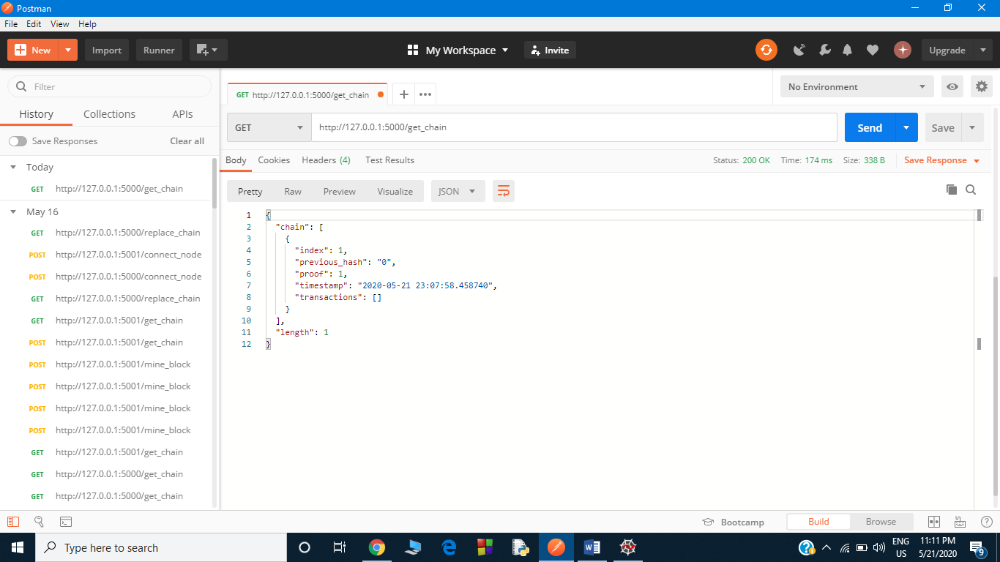 Postman
File Edit View Help
New Import Runner My Workspace Invite Upgrade
Filter
History Collections APIs
Save Responses Clear all
Today
GET http://127.0.0.1:5000/get_chain
May 16
GET http://127.0.0.1:5000/replace_chain
POST http://127.0.0.1:5001/connect_node
POST http://127.0.0.1:5000/connect_node
GET http://127.0.0.1:5000/replace_chain
GET http://127.0.0.1:5001/get_chain
POST http://127.0.0.1:5001/get_chain
POST http://127.0.0.1:5001/mine_block
POST http://127.0.0.1:5001/mine_block
POST http://127.0.0.1:5001/mine_block
POST http://127.0.0.1:5001/mine_block
GET http://127.0.0.1:5001/get_chain
GET http://127.0.0.1:5000/get_chain
GET http://127.0.0.1:5000/get_chain
GET http://127.0.0.1:5000/get_chain
No Environment
GET http://127.0.0.1:5000/get_chain Send Save
Body Cookies Headers (4) Test Results Status: 200 OK Time: 174 ms Size: 338 B Save Response
Pretty Raw Preview Visualize JSON
1 {
2 "chain": [
3 {
4 "index": 1,
5 "previous_hash": "0",
6 "proof": 1,
7 "timestamp": "2020-05-21 23:07:58.458740",
8 "transactions": []
9 }
10 ],
11 "length": 1
12 }
Bootcamp Build Browse
Type here to search
ENG 11:11 PM
US 5/21/2020 9